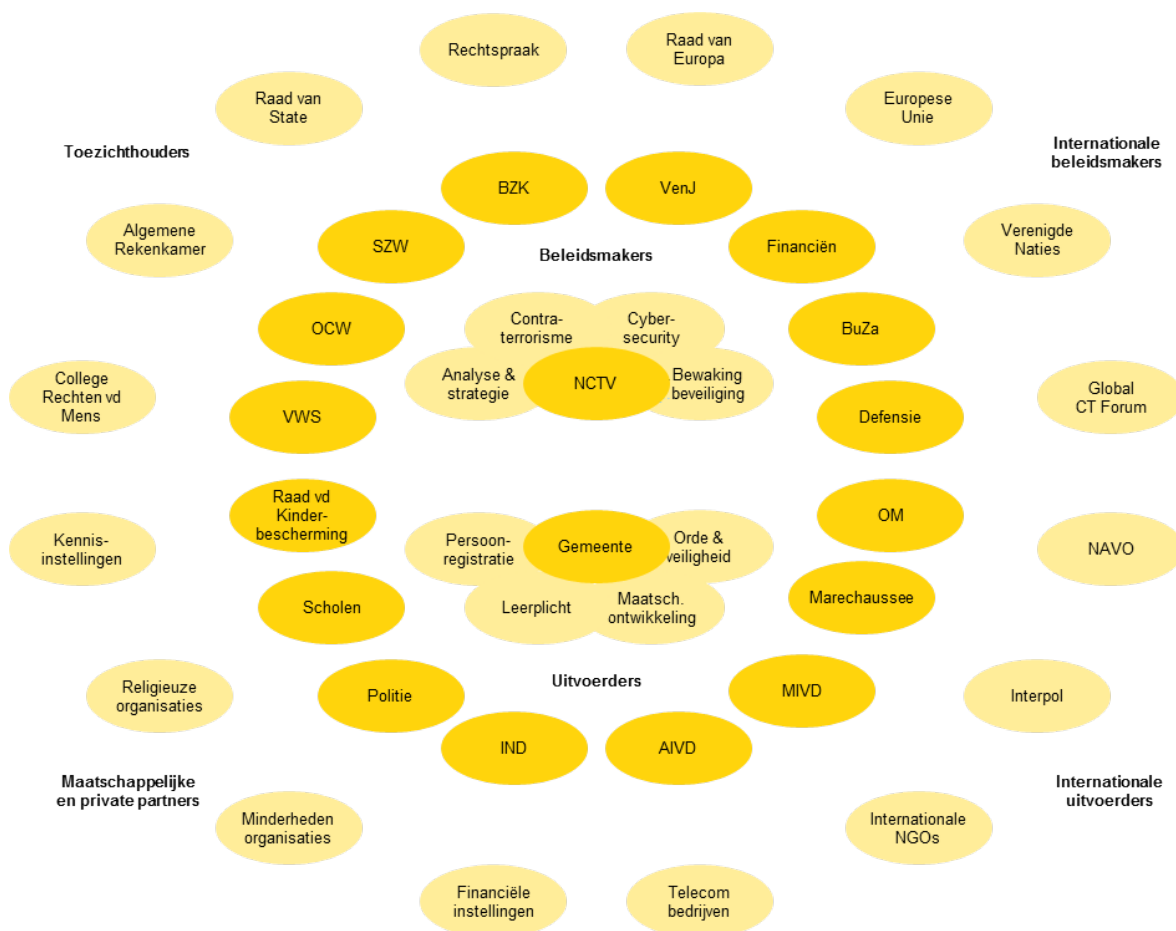 Rechtspraak
Raad van
Europa
Raad van
State
Europese
Unie
Toezichthouders
Internationale
beleidsmakers
BZK
VenJ
Algemene
Rekenkamer
SZW
Beleidsmakers
Financiën
Verenigde
Naties
OCW
Contra-
terrorisme
Cyber-
security
BuZa
Analyse &
strategie
NCTV
Bewaking
beveiliging
College
Rechten vd
Mens
VWS
Defensie
Global
CT Forum
Raad vd
Kinder-
bescherming
OM
Kennis-
instellingen
Persoon-
registratie
Gemeente
Orde &
veiligheid
NAVO
Scholen
Leerplicht
Maatsch.
ontwikkeling
Marechaussee
Religieuze
organisaties
Politie
Uitvoerders
MIVD
Interpol
IND
AIVD
Maatschappelijke
en private partners
Internationale
uitvoerders
Minderheden
organisaties
Internationale
NGOs
Financiële
instellingen
Telecom
bedrijven